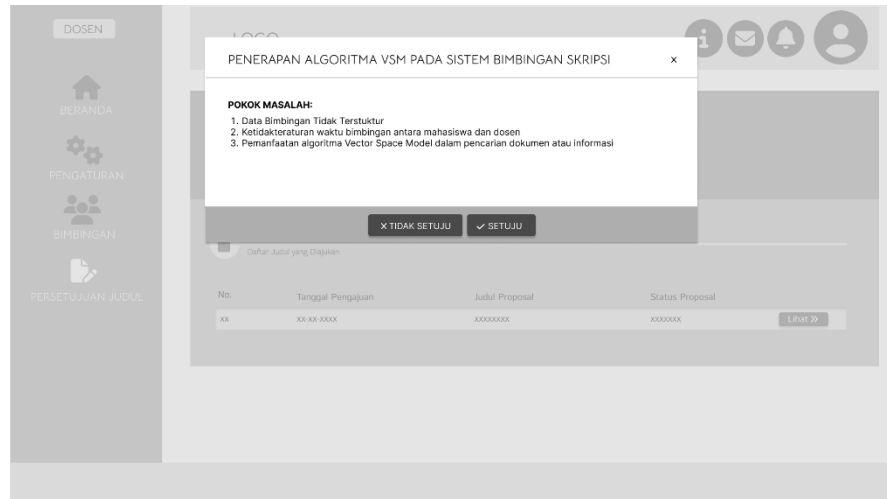 DOSEN
LOGO
PENERAPAN ALGORITMA VSM PADA SISTEM BIMBINGAN SKRIPSI x
POKOK MASALAH:
1. Data Bimbingan Tidak Terstuktur
2. Ketidakteraturan waktu bimbingan antara mahasiswa dan dosen
3. Pemanfaatan algoritma Vector Space Model dalam pencarian dokumen atau informasi
X TIDAK SETUJU ✓ SETUJU
BERANDA
PENGATURAN
BIMBINGAN
PERSETUJUAN JUDUL
Daftar Judul yang Diajukan
No. Tanggal Pengajuan Judul Proposal Status Proposal
xx xx-xx-xxxx xxxxxxxx xxxxxxx Lihat »